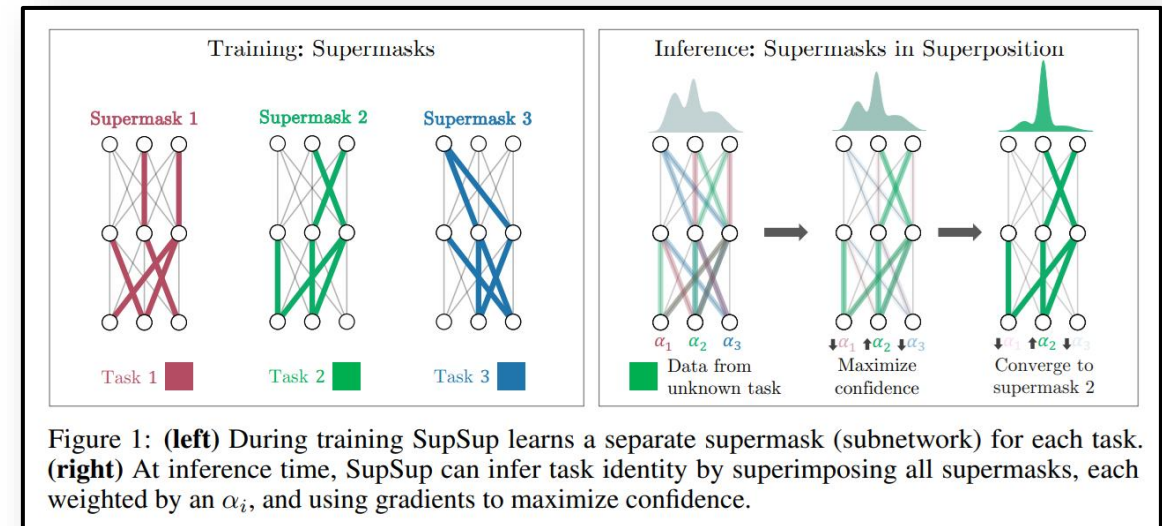 Training: Supermasks
Supermask 1
Supermask 2
Supermask 3
Task 1
Task 2
Task 3
Inference: Supermasks in Superposition
α₁ α₂ α₃
⬇α₁ ⬆α₂ ⬇α₃
⬇α₁ ⬆α₂ ⬇α₃
Data from
unknown task
Maximize
confidence
Converge to
supermask 2
Figure 1: (left) During training SupSup learns a separate supermask (subnetwork) for each task.
(right) At inference time, SupSup can infer task identity by superimposing all supermasks, each
weighted by an αᵢ, and using gradients to maximize confidence.